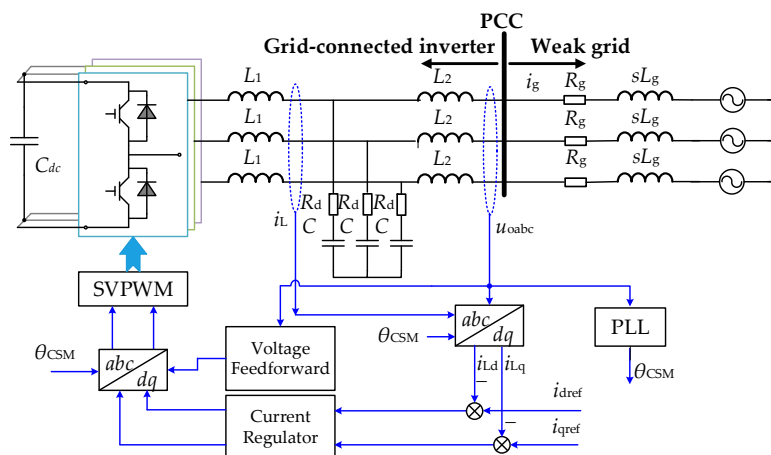 PCC
Grid-connected inverter
Weak grid
L1
L2
ig
Rg
sLg
L1
L2
Rg
sLg
Cdc
L1
L2
Rg
sLg
iL
Rd
Rd
Rd
C
C
C
uoabc
SVPWM
abc
dq
PLL
θCSM
θCSM
Voltage
Feedforward
iLd
iLq
θCSM
abc
dq
−
idref
Current
Regulator
−
iqref